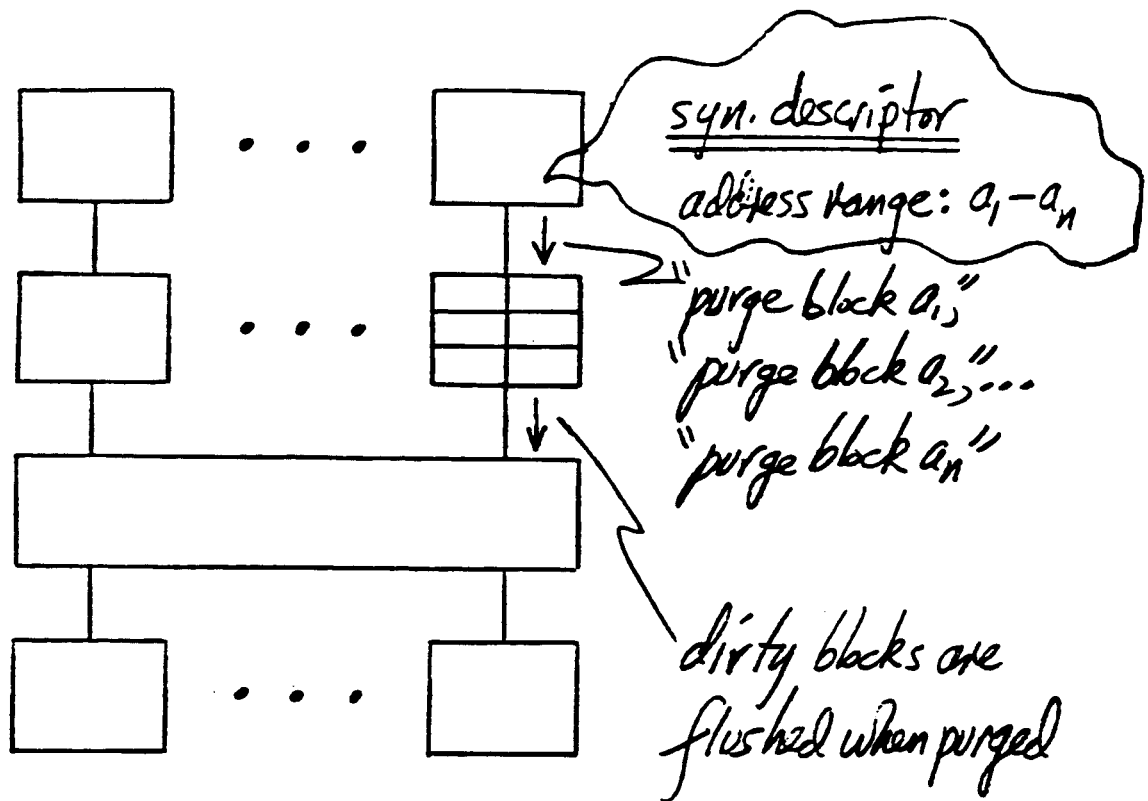 syn. descriptor
address range: a₁ – aₙ
"purge block a₁,"
"purge block a₂," ...
"purge block aₙ"
dirty blocks are
flushed when purged